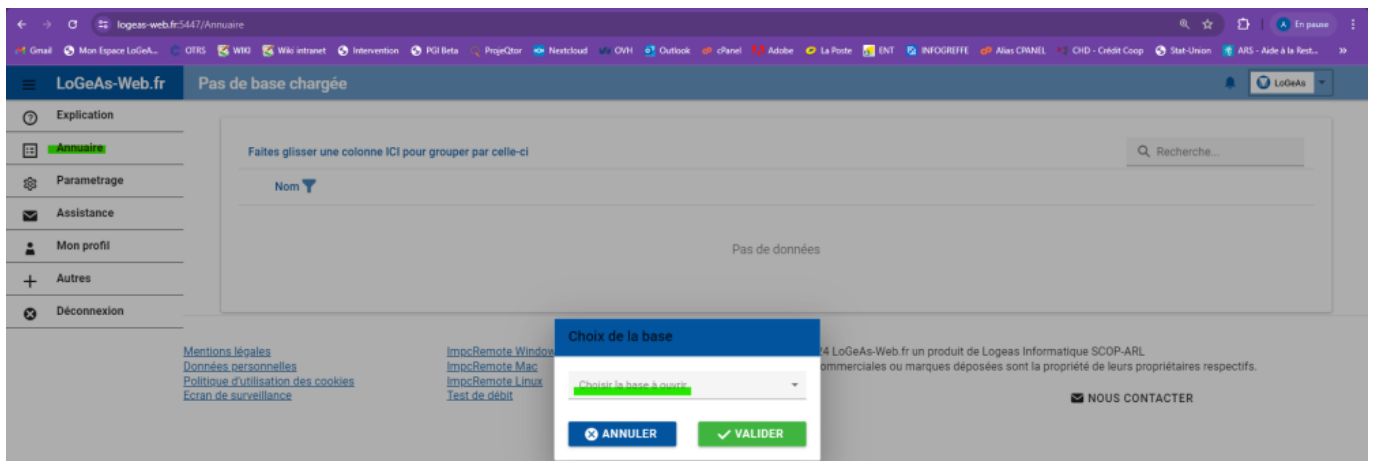 logeas-web.fr:5447/Annuaire
En pause
Gmail Mon Espace LoGeA... OTRS WIKI Wiki intranet Intervention PGI Beta ProjeQtor Nextcloud OVH Outlook cPanel Adobe La Poste ENT INFOGREFFE Alias CPANEL CHD - Crédit Coop Stat-Union ARS - Aide à la Rest... »
LoGeAs-Web.fr
Pas de base chargée
LoGeAs
Explication
Annuaire
Parametrage
Assistance
Mon profil
Autres
Déconnexion
Faites glisser une colonne ICI pour grouper par celle-ci
Recherche...
Nom
Pas de données
Choix de la base
Choisir la base à ouvrir
ANNULER
VALIDER
Mentions légales
Données personnelles
Politique d'utilisation des cookies
Ecran de surveillance
ImpcRemote Window
ImpcRemote Mac
ImpcRemote Linux
Test de débit
24 LoGeAs-Web.fr un produit de Logeas Informatique SCOP-ARL
ommerciales ou marques déposées sont la propriété de leurs propriétaires respectifs.
NOUS CONTACTER